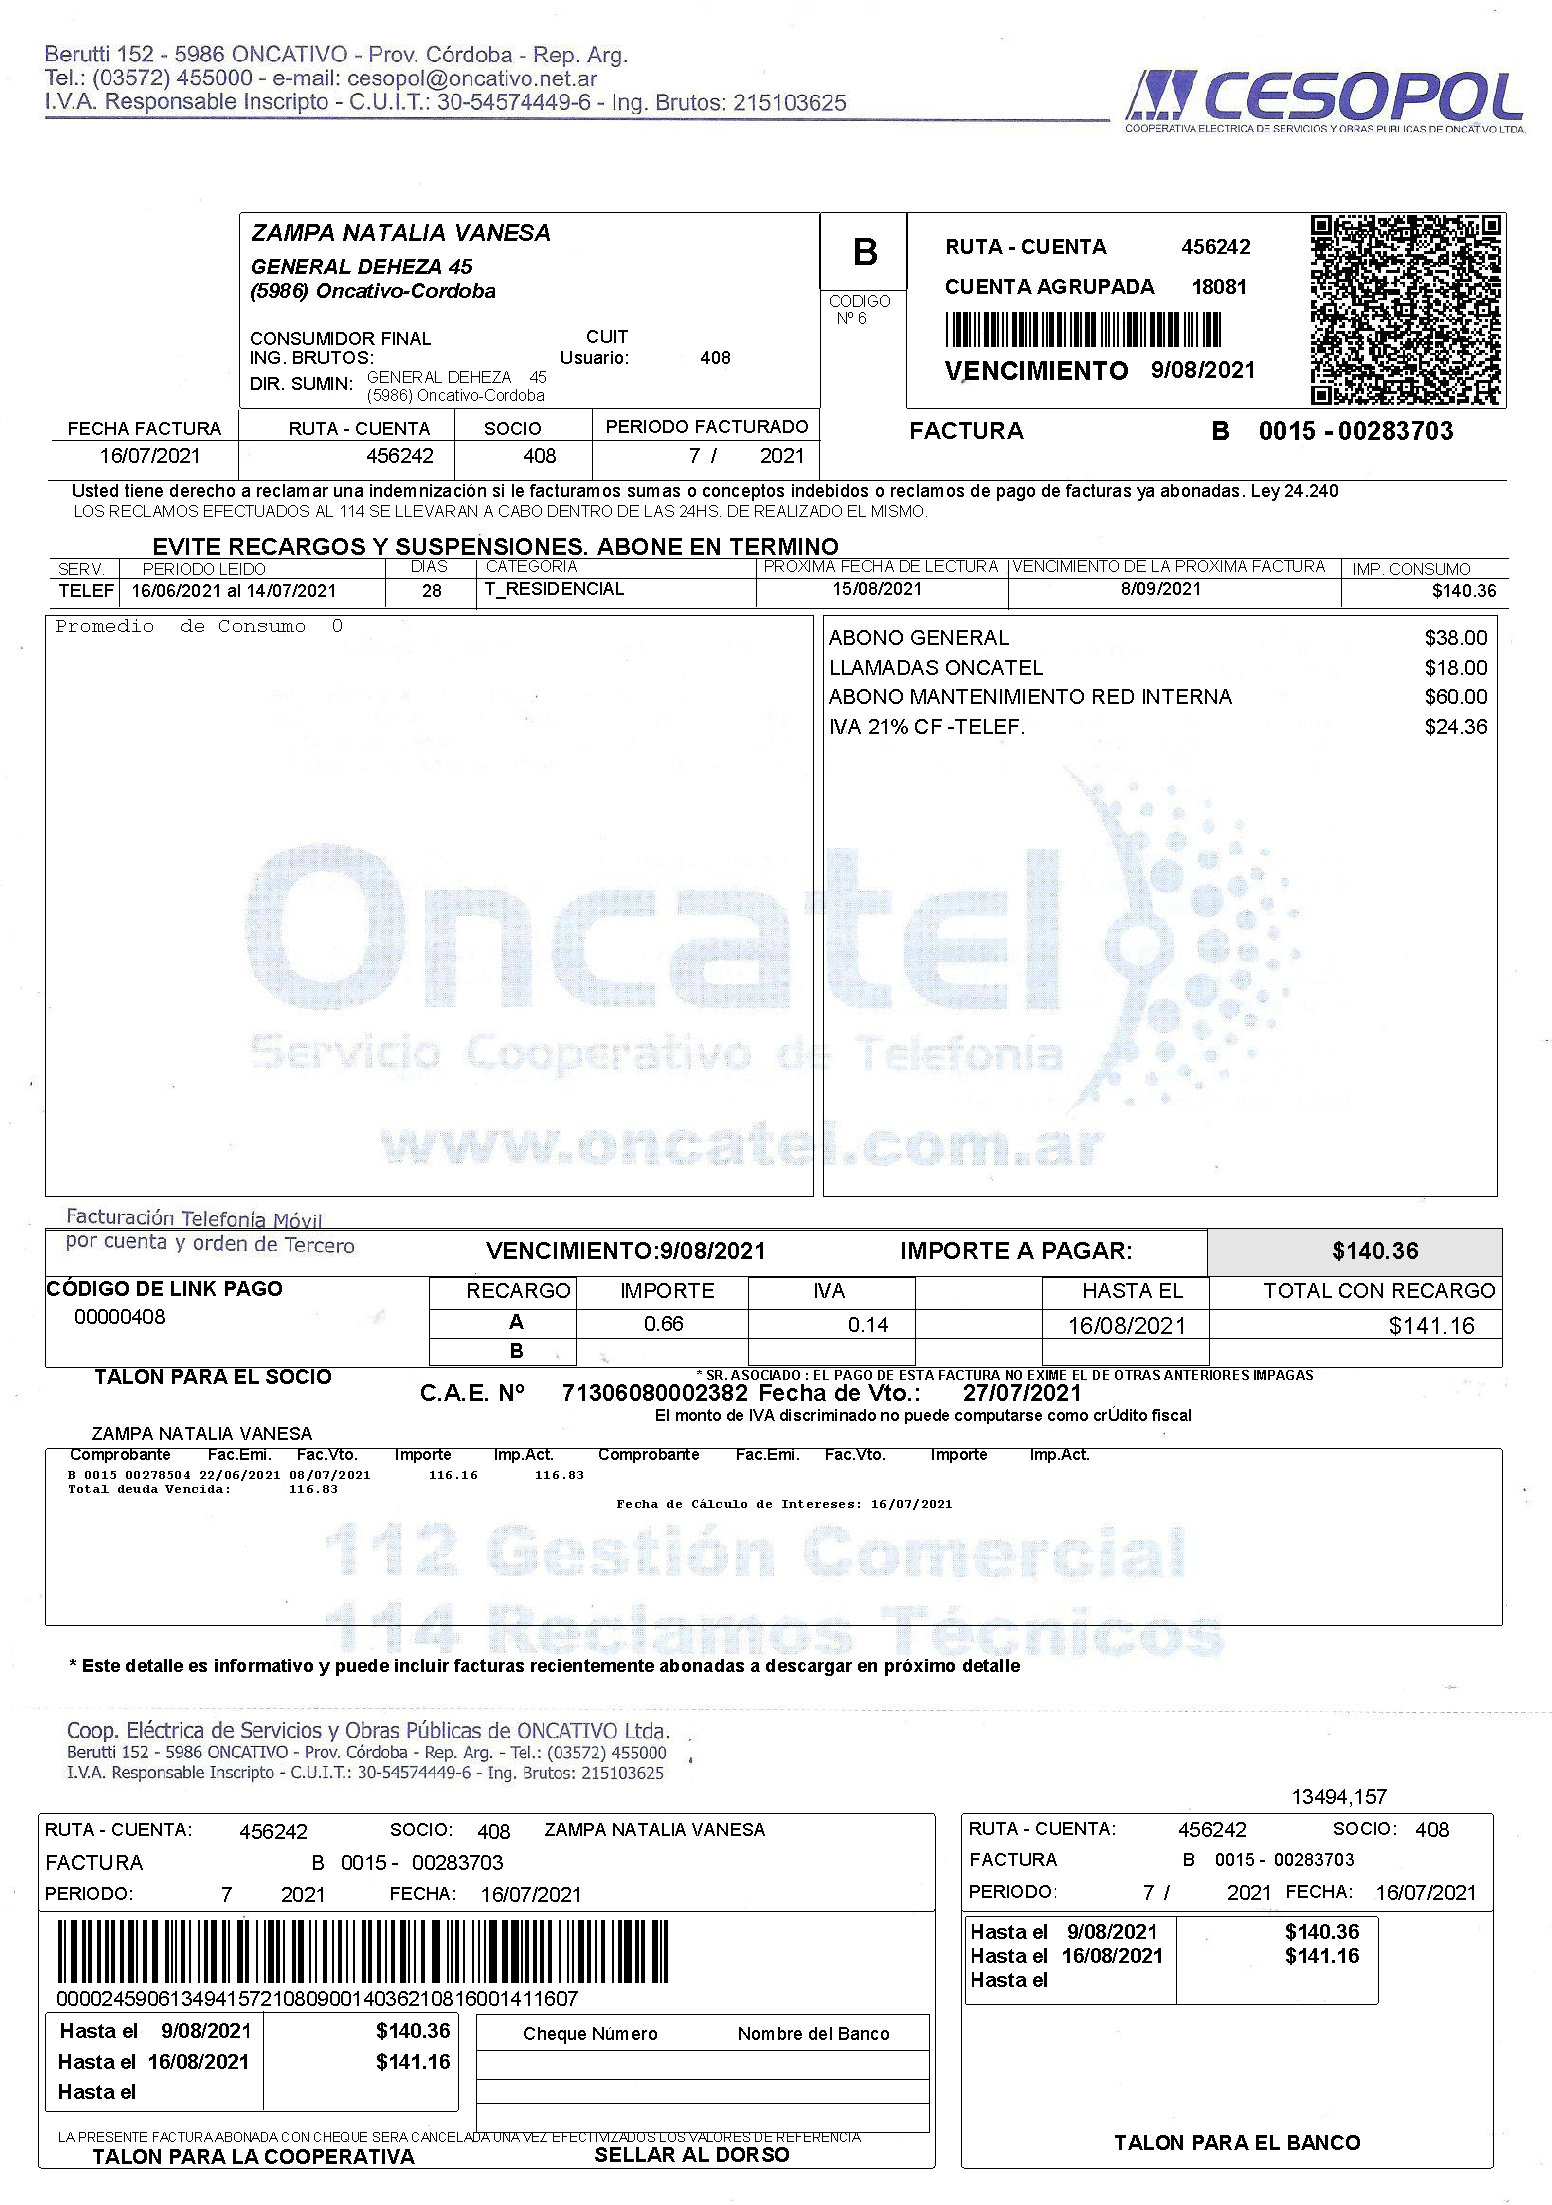 Berutti 152 - 5986 ONCATIVO - Prov. Córdoba - Rep. Arg.
Tel.: (03572) 455000 - e-mail: cesopol@oncativo.net.ar
I.V.A. Responsable Inscripto - C.U.I.T.: 30-54574449-6 - Ing. Brutos: 215103625
CESOPOL
COOPERATIVA ELECTRICA DE SERVICIOS Y OBRAS PUBLICAS DE ONCATIVO LTDA.
ZAMPA NATALIA VANESA
GENERAL DEHEZA 45
(5986) Oncativo-Cordoba
CONSUMIDOR FINAL CUIT
ING. BRUTOS: Usuario: 408
DIR. SUMIN: GENERAL DEHEZA 45
(5986) Oncativo-Cordoba
B
CODIGO
Nº 6
RUTA - CUENTA 456242
CUENTA AGRUPADA 18081
VENCIMIENTO 9/08/2021
FECHA FACTURA RUTA - CUENTA SOCIO PERIODO FACTURADO
16/07/2021 456242 408 7 / 2021
FACTURA B 0015 - 00283703
Usted tiene derecho a reclamar una indemnización si le facturamos sumas o conceptos indebidos o reclamos de pago de facturas ya abonadas. Ley 24.240
LOS RECLAMOS EFECTUADOS AL 114 SE LLEVARAN A CABO DENTRO DE LAS 24HS. DE REALIZADO EL MISMO.
EVITE RECARGOS Y SUSPENSIONES. ABONE EN TERMINO
SERV. PERIODO LEIDO DIAS CATEGORIA PROXIMA FECHA DE LECTURA VENCIMIENTO DE LA PROXIMA FACTURA IMP. CONSUMO
TELEF 16/06/2021 al 14/07/2021 28 T_RESIDENCIAL 15/08/2021 8/09/2021 $140.36
Promedio de Consumo 0
ABONO GENERAL $38.00
LLAMADAS ONCATEL $18.00
ABONO MANTENIMIENTO RED INTERNA $60.00
IVA 21% CF -TELEF. $24.36
Oncatel
Servicio Cooperativo de Telefonía
www.oncatel.com.ar
Facturación Telefonía Móvil
por cuenta y orden de Tercero
VENCIMIENTO:9/08/2021 IMPORTE A PAGAR: $140.36
CÓDIGO DE LINK PAGO
00000408
RECARGO IMPORTE IVA HASTA EL TOTAL CON RECARGO
A 0.66 0.14 16/08/2021 $141.16
B
TALON PARA EL SOCIO
* SR. ASOCIADO : EL PAGO DE ESTA FACTURA NO EXIME EL DE OTRAS ANTERIORES IMPAGAS
C.A.E. Nº 71306080002382 Fecha de Vto.: 27/07/2021
El monto de IVA discriminado no puede computarse como crÚdito fiscal
ZAMPA NATALIA VANESA
Comprobante Fac.Emi. Fac.Vto. Importe Imp.Act. Comprobante Fac.Emi. Fac.Vto. Importe Imp.Act.
B 0015 00278504 22/06/2021 08/07/2021 116.16 116.83
Total deuda Vencida: 116.83
Fecha de Cálculo de Intereses: 16/07/2021
112 Gestión Comercial
114 Reclamos Técnicos
* Este detalle es informativo y puede incluir facturas recientemente abonadas a descargar en próximo detalle
Coop. Eléctrica de Servicios y Obras Públicas de ONCATIVO Ltda.
Berutti 152 - 5986 ONCATIVO - Prov. Córdoba - Rep. Arg. - Tel.: (03572) 455000
I.V.A. Responsable Inscripto - C.U.I.T.: 30-54574449-6 - Ing. Brutos: 215103625
13494,157
RUTA - CUENTA: 456242 SOCIO: 408 ZAMPA NATALIA VANESA
FACTURA B 0015 - 00283703
PERIODO: 7 2021 FECHA: 16/07/2021
0000245906134941572108090014036210816001411607
Hasta el 9/08/2021 $140.36
Hasta el 16/08/2021 $141.16
Hasta el
Cheque Número Nombre del Banco
LA PRESENTE FACTURA ABONADA CON CHEQUE SERA CANCELADA UNA VEZ EFECTIVIZADOS LOS VALORES DE REFERENCIA
TALON PARA LA COOPERATIVA SELLAR AL DORSO
RUTA - CUENTA: 456242 SOCIO: 408
FACTURA B 0015 - 00283703
PERIODO: 7 / 2021 FECHA: 16/07/2021
Hasta el 9/08/2021 $140.36
Hasta el 16/08/2021 $141.16
Hasta el
TALON PARA EL BANCO